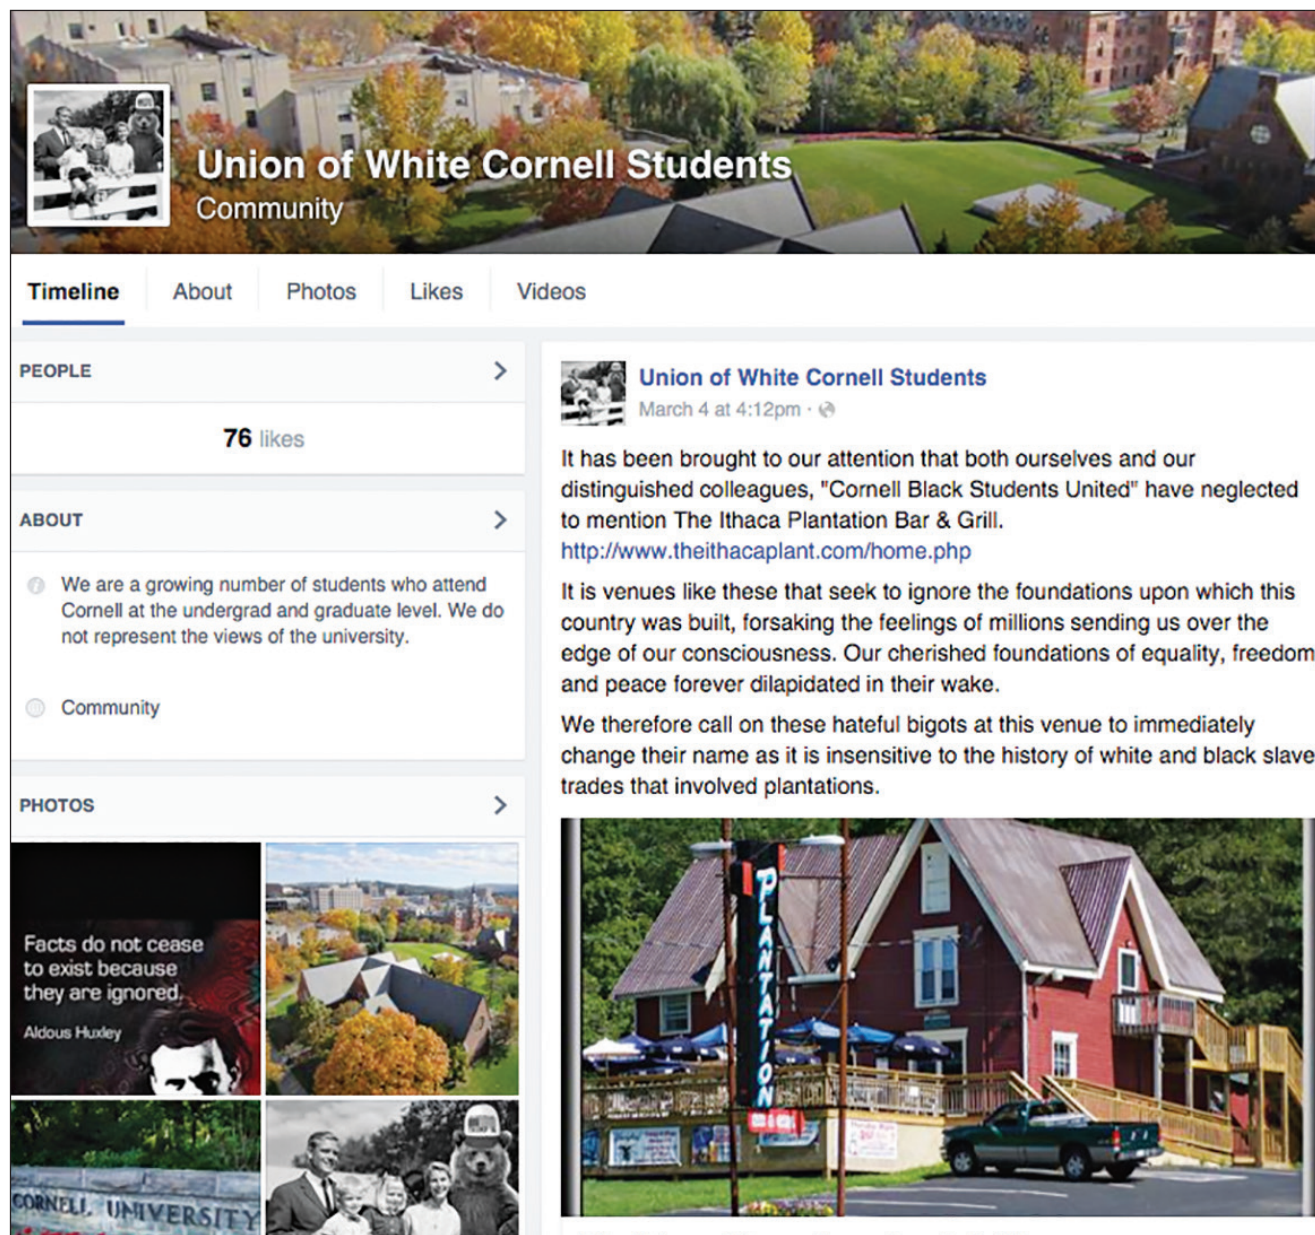 Union of White Cornell Students
Community
Timeline
About
Photos
Likes
Videos
PEOPLE
76 likes
ABOUT
We are a growing number of students who attend
Cornell at the undergrad and graduate level. We do
not represent the views of the university.
Community
PHOTOS
Facts do not cease
to exist because
they are ignored.
Aldous Huxley
CORNELL UNIVERSITY
Union of White Cornell Students
March 4 at 4:12pm ·
It has been brought to our attention that both ourselves and our
distinguished colleagues, "Cornell Black Students United" have neglected
to mention The Ithaca Plantation Bar & Grill.
http://www.theithacaplant.com/home.php
It is venues like these that seek to ignore the foundations upon which this
country was built, forsaking the feelings of millions sending us over the
edge of our consciousness. Our cherished foundations of equality, freedom
and peace forever dilapidated in their wake.
We therefore call on these hateful bigots at this venue to immediately
change their name as it is insensitive to the history of white and black slave
trades that involved plantations.
PLANTATION